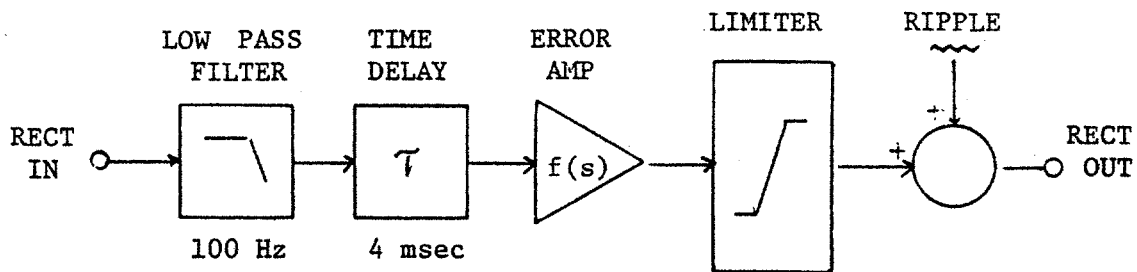 LOW PASS
FILTER
TIME
DELAY
ERROR
AMP
LIMITER
RIPPLE
RECT
IN
τ
f(s)
+
+
RECT
OUT
100 Hz
4 msec